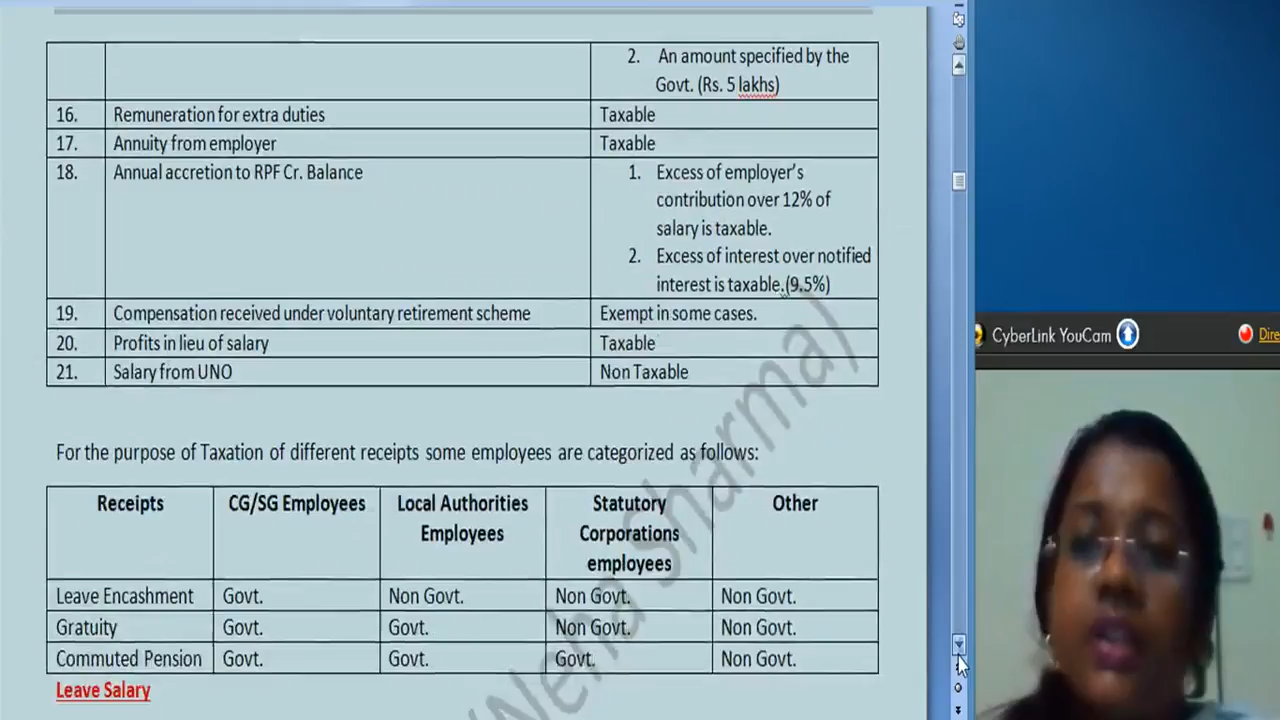 2. An amount specified by the
Govt. (Rs. 5 lakhs)
16. Remuneration for extra duties Taxable
17. Annuity from employer Taxable
18. Annual accretion to RPF Cr. Balance 1. Excess of employer's
contribution over 12% of
salary is taxable.
2. Excess of interest over notified
interest is taxable.(9.5%)
19. Compensation received under voluntary retirement scheme Exempt in some cases.
20. Profits in lieu of salary Taxable
21. Salary from UNO Non Taxable
For the purpose of Taxation of different receipts some employees are categorized as follows:
Receipts CG/SG Employees Local Authorities Statutory Other
Employees Corporations
employees
Leave Encashment Govt. Non Govt. Non Govt. Non Govt.
Gratuity Govt. Govt. Non Govt. Non Govt.
Commuted Pension Govt. Govt. Govt. Non Govt.
Leave Salary
(Neha Sharma)
CyberLink YouCam
Dire